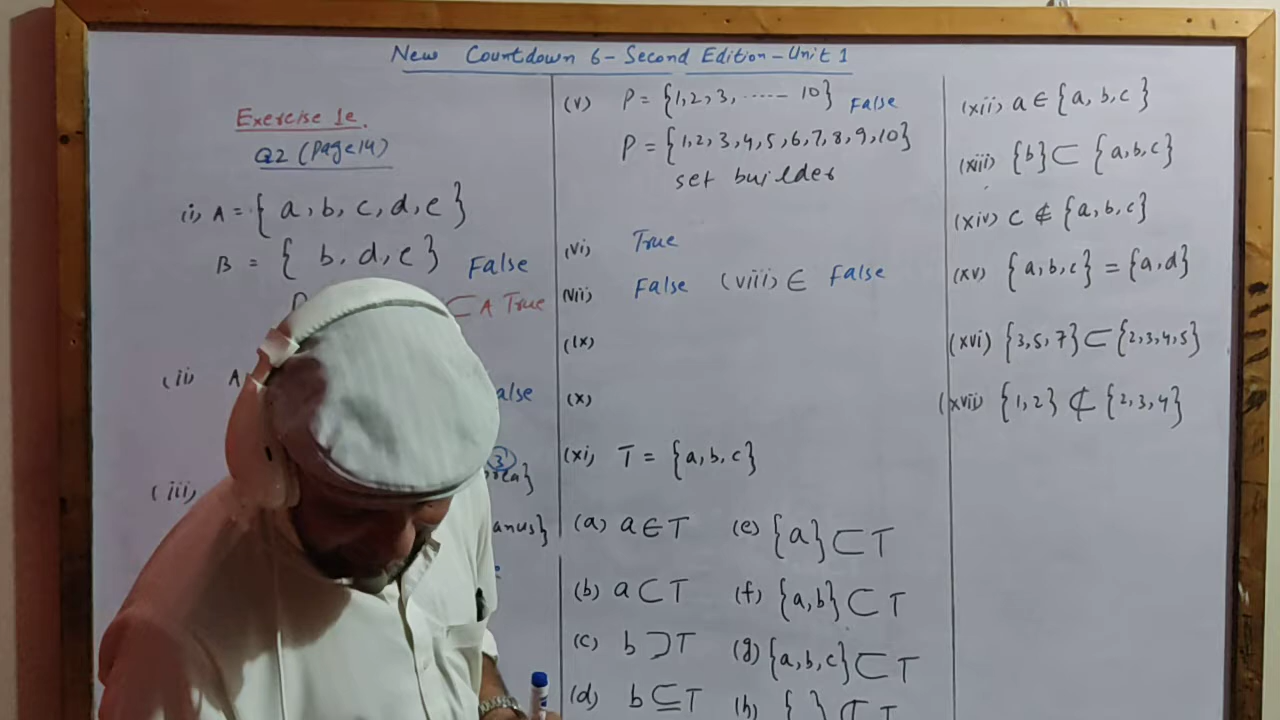 New Countdown 6 - Second Edition - Unit 1
Exercise 1e.
Q2 (Page 14)
(i) A = { a, b, c, d, e }
B = { b, d, e } False
⊂ A True
(ii) A
alse
(iii)
anus}
(v) P = {1, 2, 3, ...... 10} False
P = {1, 2, 3, 4, 5, 6, 7, 8, 9, 10}
set builder
(vi) True
(vii) False (viii) ∈ False
(ix)
(x)
(xi) T = {a, b, c}
(a) a ∈ T (e) {a} ⊂ T
(b) a ⊂ T (f) {a, b} ⊂ T
(c) b ⊃ T (g) {a, b, c} ⊂ T
(d) b ⊆ T (h) { } ⊄ T
(xii) a ∈ {a, b, c}
(xiii) {b} ⊂ {a, b, c}
(xiv) c ∉ {a, b, c}
(xv) {a, b, c} = {a, d}
(xvi) {3, 5, 7} ⊂ {2, 3, 4, 5}
(xvii) {1, 2} ⊄ {2, 3, 4}